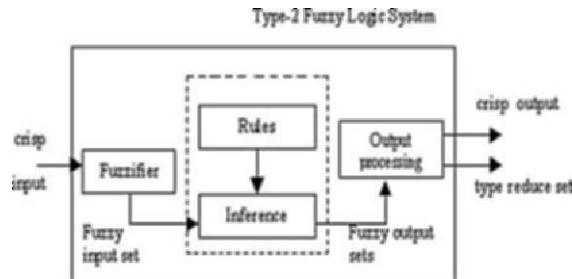 Type-2 Fuzzy Logic System
crisp output
Rules
Output
processing
crisp
input
Fuzzifier
type reduce set
Inference
Fuzzy
input set
Fuzzy output
sets